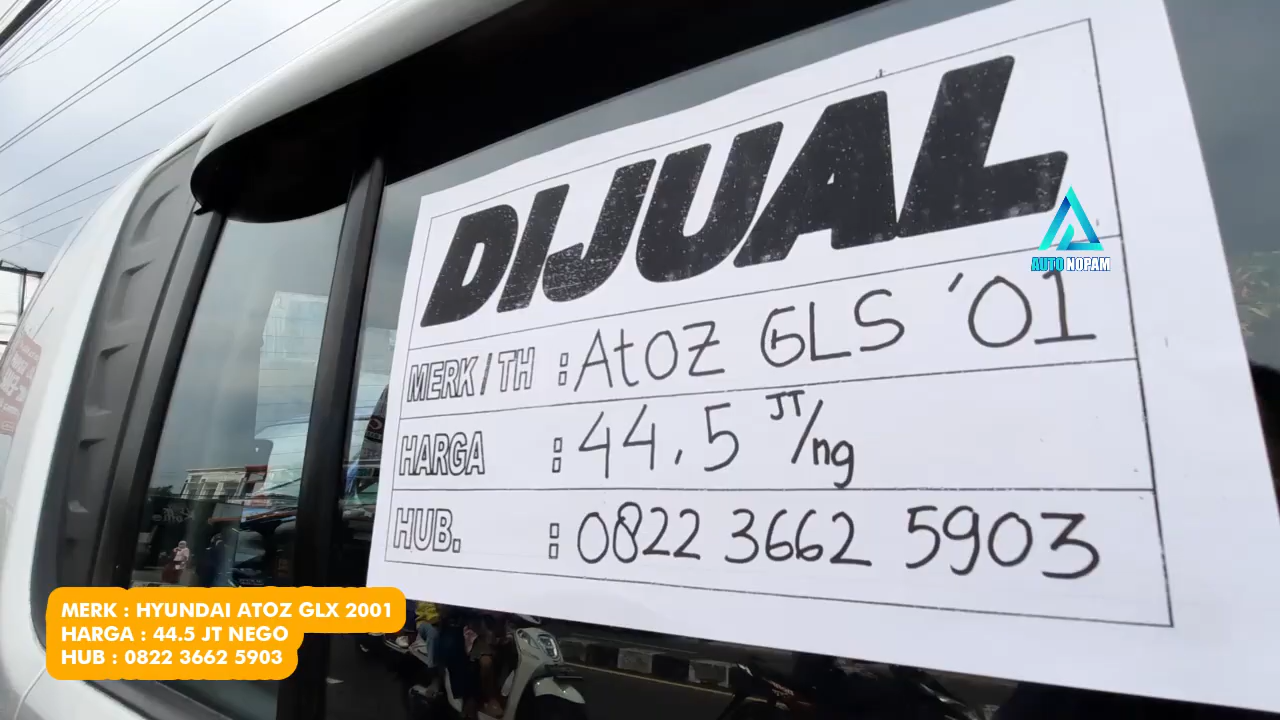 DIJUAL
MERK / TH : Atoz GLS '01
HARGA : 44.5 JT/ng
HUB. : 0822 3662 5903
AUTO NOPAM
MERK : HYUNDAI ATOZ GLX 2001
HARGA : 44.5 JT NEGO
HUB : 0822 3662 5903